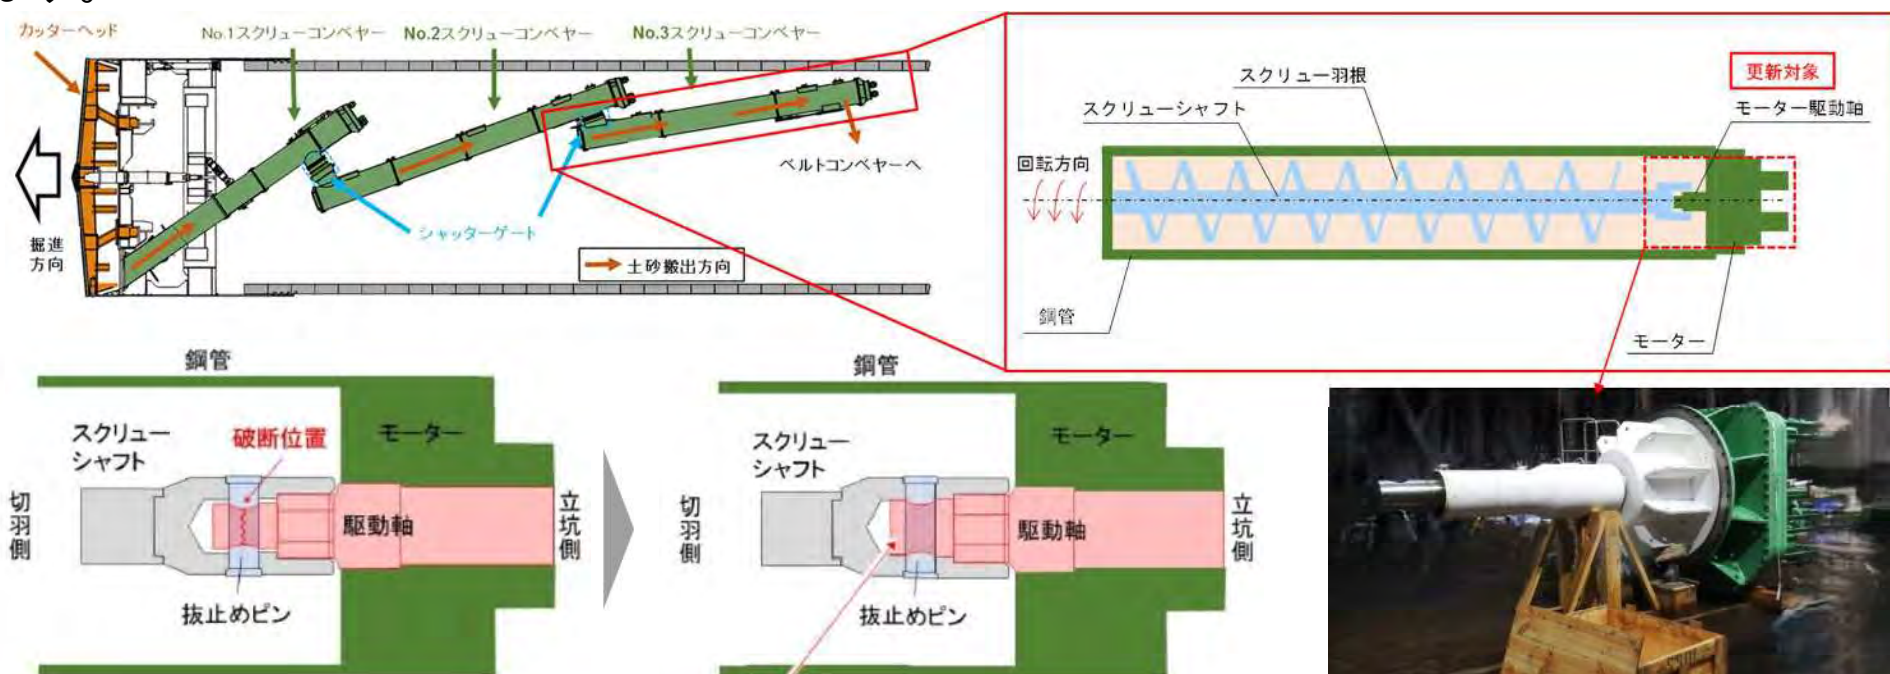 カッターヘッド
No.1スクリューコンベヤー
No.2スクリューコンベヤー
No.3スクリューコンベヤー
掘進
方向
シャッターゲート
ベルトコンベヤーへ
土砂搬出方向
更新対象
スクリュー羽根
スクリューシャフト
モーター駆動軸
回転方向
鋼管
モーター
鋼管
スクリュー
シャフト
破断位置
モーター
切羽側
駆動軸
立坑側
抜止めピン
鋼管
スクリュー
シャフト
モーター
切羽側
駆動軸
立坑側
抜止めピン